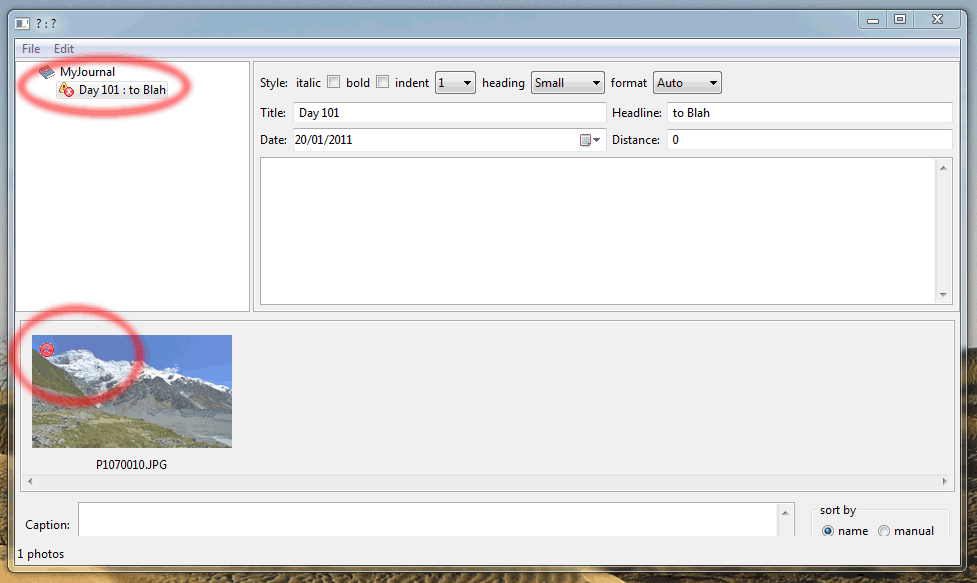 ? : ?
File Edit
MyJournal
Day 101 : to Blah
Style: italic bold indent 1 heading Small format Auto
Title: Day 101 Headline: to Blah
Date: 20/01/2011 Distance: 0
P1070010.JPG
Caption:
sort by
name manual
1 photos